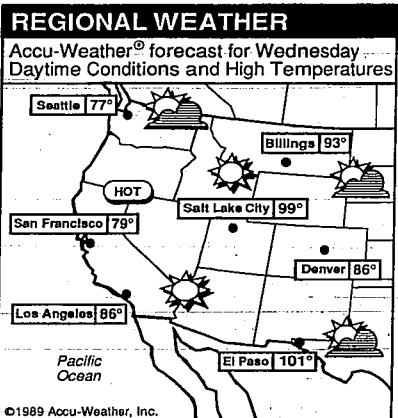 REGIONAL WEATHER
Accu-Weather® forecast for Wednesday
Daytime Conditions and High Temperatures
Seattle 77°
Billings 93°
HOT
Salt Lake City 99°
San Francisco 79°
Denver 86°
Los Angeles 86°
El Paso 101°
Pacific
Ocean
©1989 Accu-Weather, Inc.